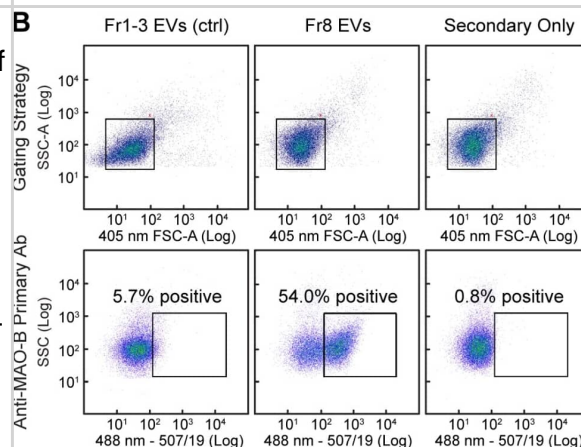 f
B
Fr1-3 EVs (ctrl) Fr8 EVs Secondary Only
Gating Strategy
SSC-A (Log)
10⁴ 10³ 10² 10¹
10¹ 10² 10³ 10⁴ 10¹ 10² 10³ 10⁴ 10¹ 10² 10³ 10⁴
405 nm FSC-A (Log) 405 nm FSC-A (Log) 405 nm FSC-A (Log)
Anti-MAO-B Primary Ab
SSC (Log)
5.7% positive 54.0% positive 0.8% positive
10⁴ 10³ 10² 10¹
10¹ 10² 10³ 10⁴ 10¹ 10² 10³ 10⁴ 10¹ 10² 10³ 10⁴
488 nm - 507/19 (Log) 488 nm - 507/19 (Log) 488 nm - 507/19 (Log)